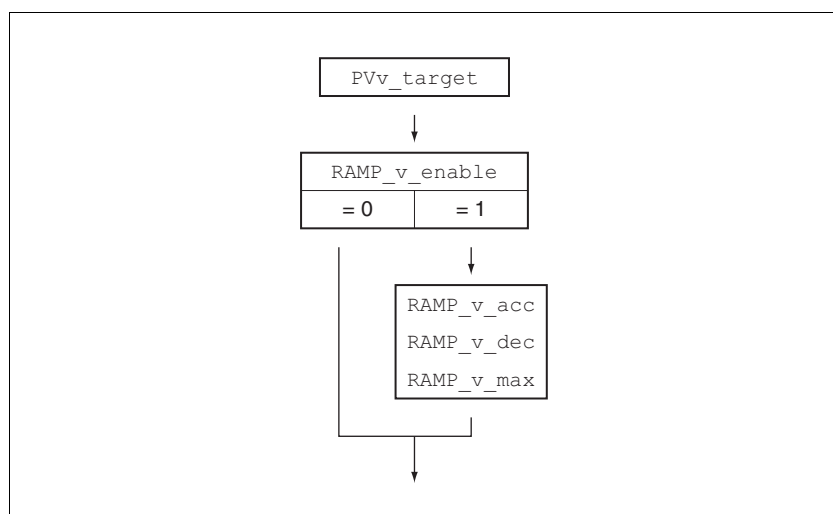 PVv_target
RAMP_v_enable
= 0 = 1
RAMP_v_acc
RAMP_v_dec
RAMP_v_max